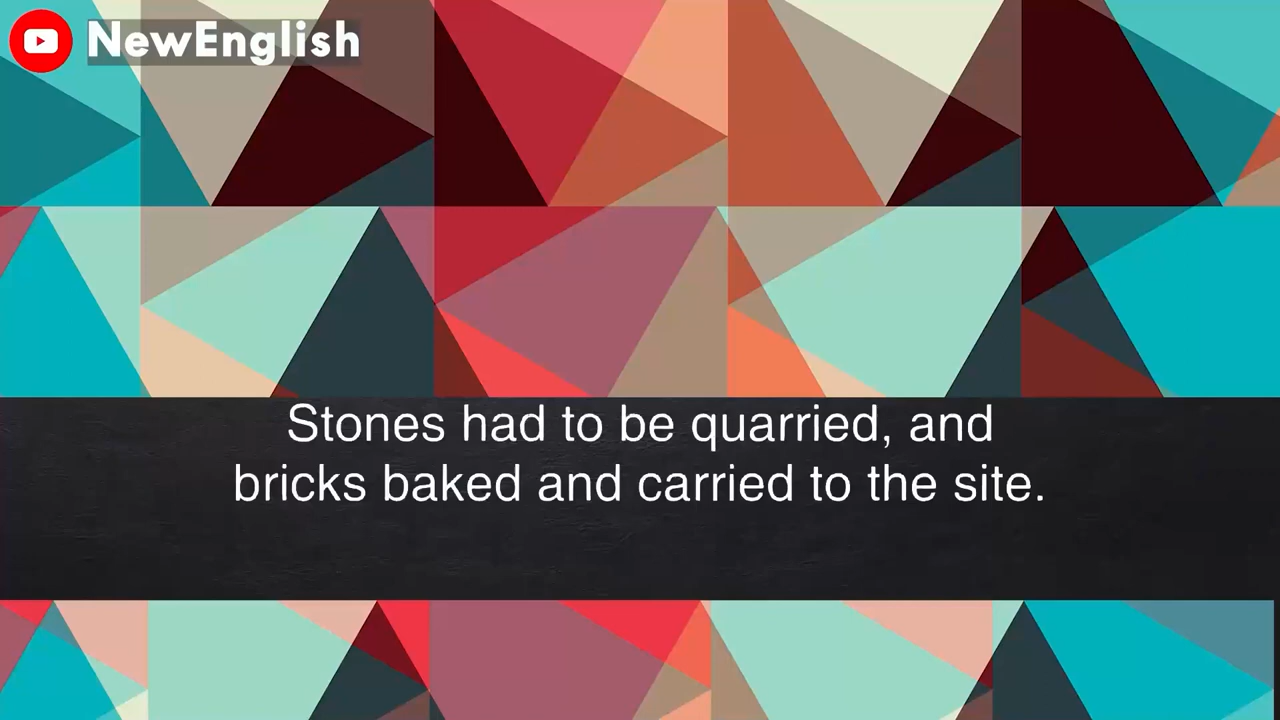 NewEnglish
Stones had to be quarried, and
bricks baked and carried to the site.